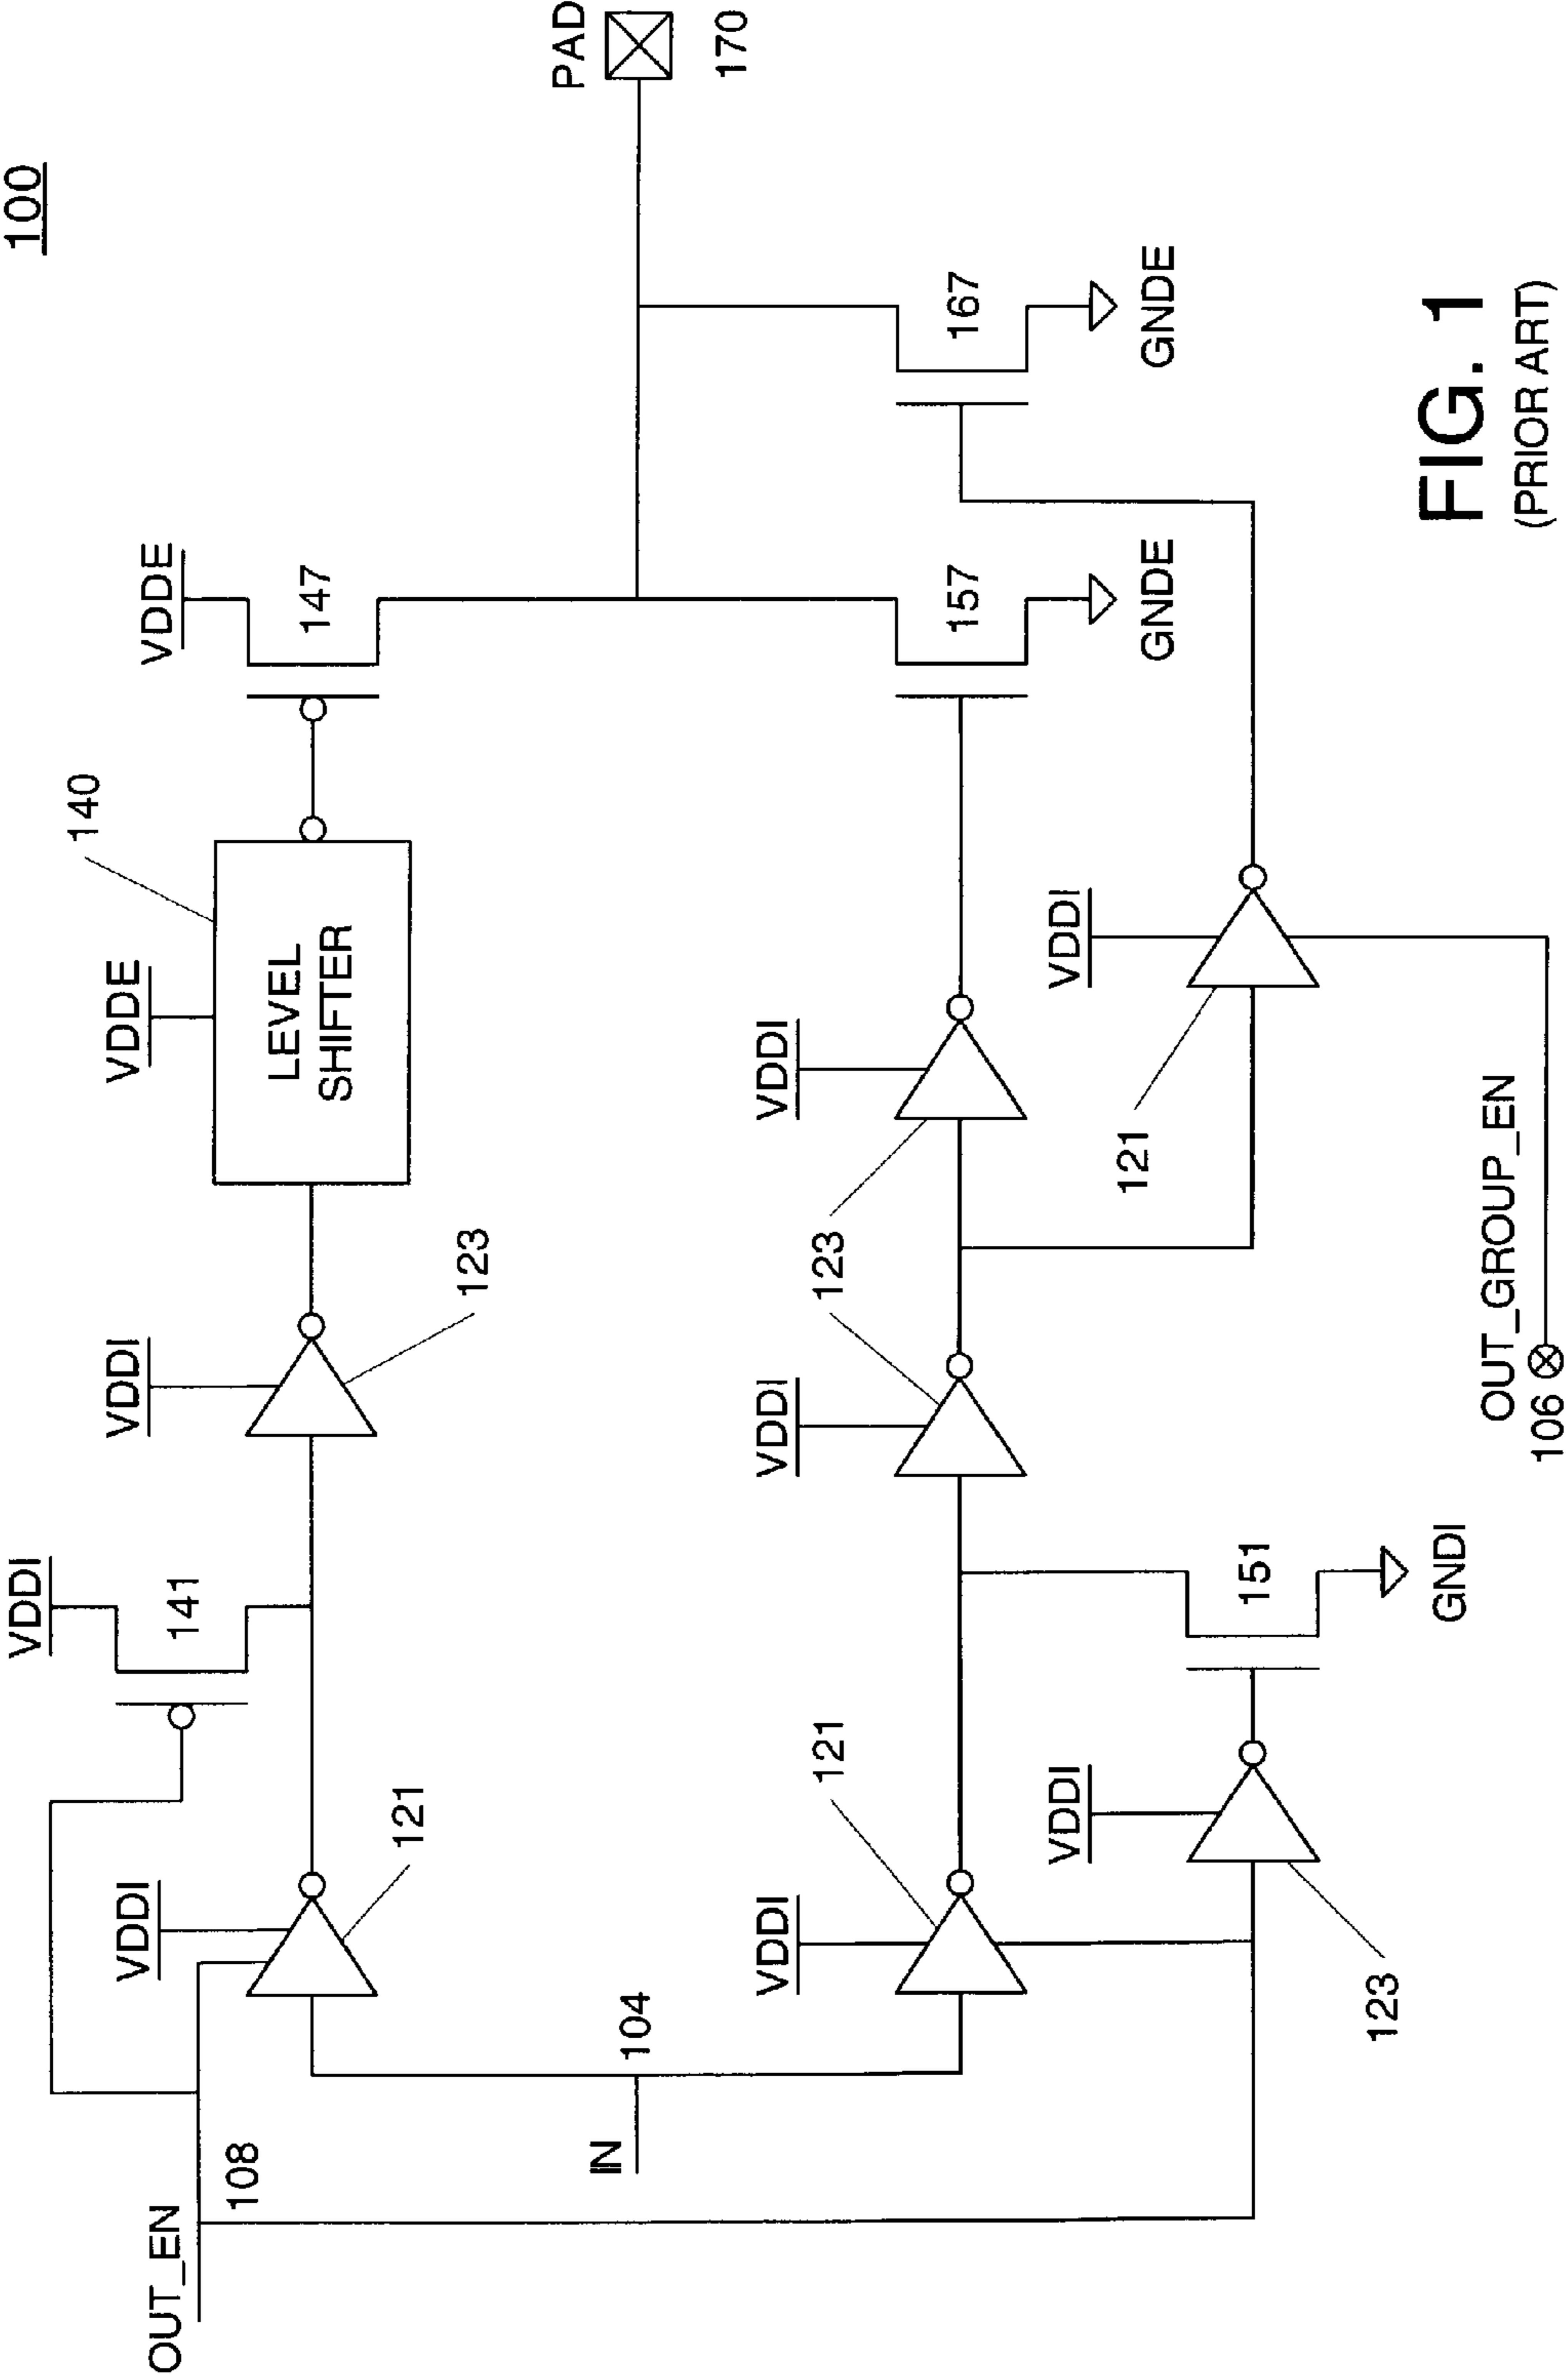 100
PAD
170
VDDE
147
VDDE
140
LEVEL
SHIFTER
VDDI
123
VDDI
141
VDDI
121
OUT_EN
108
IN
104
VDDI
121
VDDI
123
VDDI
151
GNDI
VDDI
123
VDDI
VDDI
121
157
GNDE
167
GNDE
OUT_GROUP_EN
106
FIG. 1
(PRIOR ART)